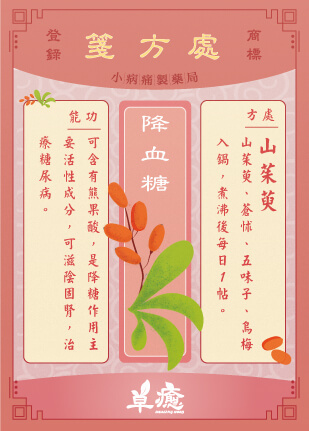 商標
處方箋
登錄
小病痛製藥局
處方
山茱萸
山茱萸、蒼怵、五味子、烏梅
入鍋，煮沸後每日1帖。
降血糖
功能
可含有熊果酸，是降糖作用主
要活性成分，可滋陰固腎，治
療糖尿病。
草癒